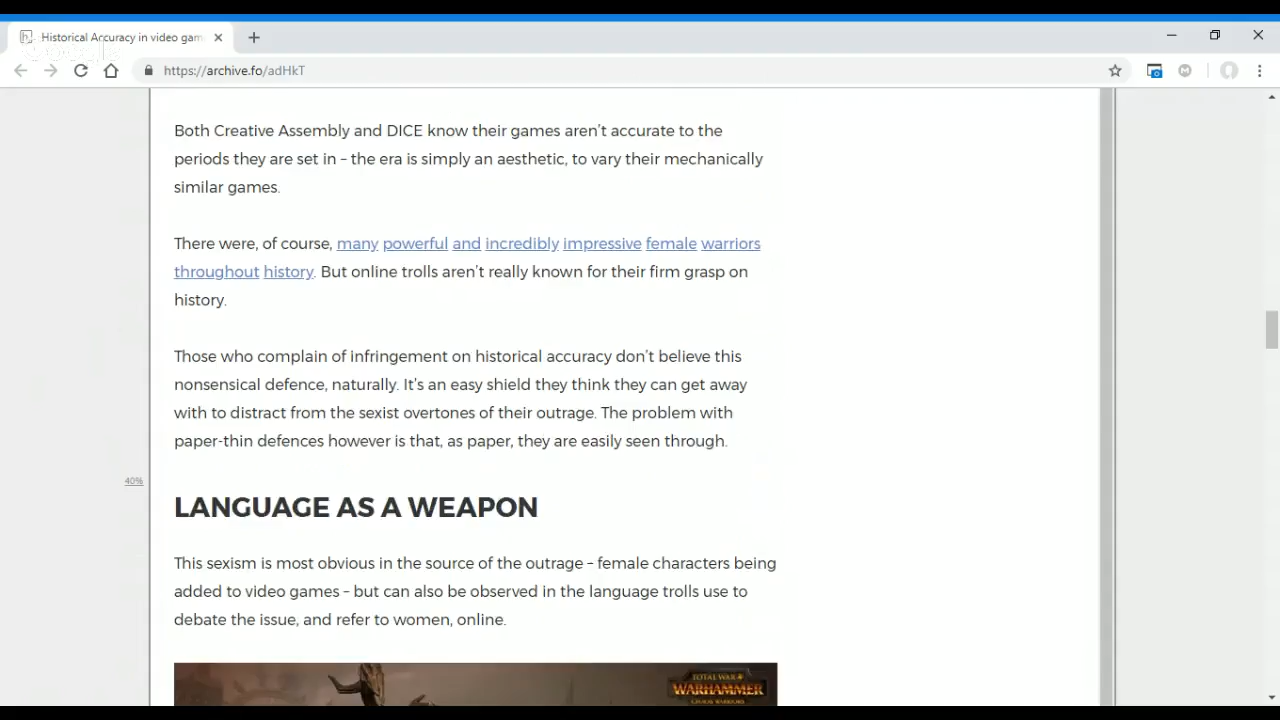 Historical Accuracy in video gam
https://archive.fo/adHkT
Both Creative Assembly and DICE know their games aren’t accurate to the
periods they are set in – the era is simply an aesthetic, to vary their mechanically
similar games.
There were, of course, many powerful and incredibly impressive female warriors
throughout history. But online trolls aren’t really known for their firm grasp on
history.
Those who complain of infringement on historical accuracy don’t believe this
nonsensical defence, naturally. It’s an easy shield they think they can get away
with to distract from the sexist overtones of their outrage. The problem with
paper-thin defences however is that, as paper, they are easily seen through.
40%
LANGUAGE AS A WEAPON
This sexism is most obvious in the source of the outrage – female characters being
added to video games – but can also be observed in the language trolls use to
debate the issue, and refer to women, online.
TOTAL WAR
WARHAMMER
CHAOS WARRIORS